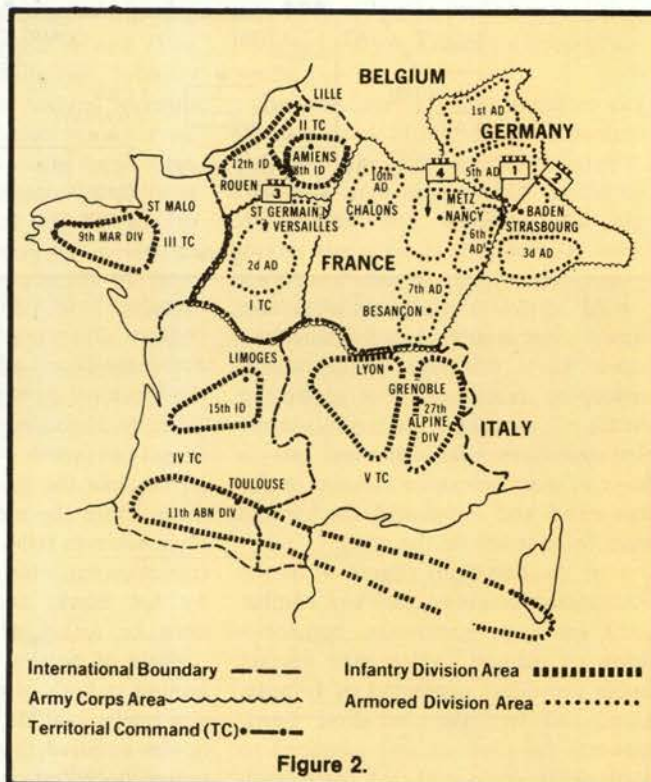 BELGIUM
LILLE
1st AD
GERMANY
II TC
12th ID
AMIENS
8th ID
10th AD
5th AD
4
1
2
ROUEN
3
CHALONS
METZ
NANCY
BADEN
STRASBOURG
ST MALO
ST GERMAIN
VERSAILLES
9th MAR DIV
III TC
6th AD
3d AD
2d AD
FRANCE
7th AD
I TC
BESANÇON
LIMOGES
LYON
GRENOBLE
15th ID
27th ALPINE DIV
ITALY
IV TC
V TC
TOULOUSE
11th ABN DIV
International Boundary
Infantry Division Area
Army Corps Area
Armored Division Area
Territorial Command (TC)
Figure 2.